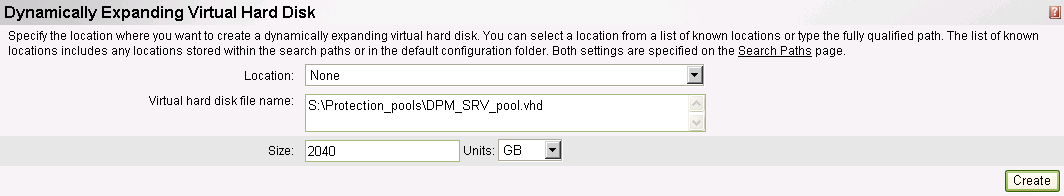 Dynamically Expanding Virtual Hard Disk
Specify the location where you want to create a dynamically expanding virtual hard disk. You can select a location from a list of known locations or type the fully qualified path. The list of known
locations includes any locations stored within the search paths or in the default configuration folder. Both settings are specified on the Search Paths page.
Location: None
Virtual hard disk file name: S:\Protection_pools\DPM_SRV_pool.vhd
Size: 2040 Units: GB
Create